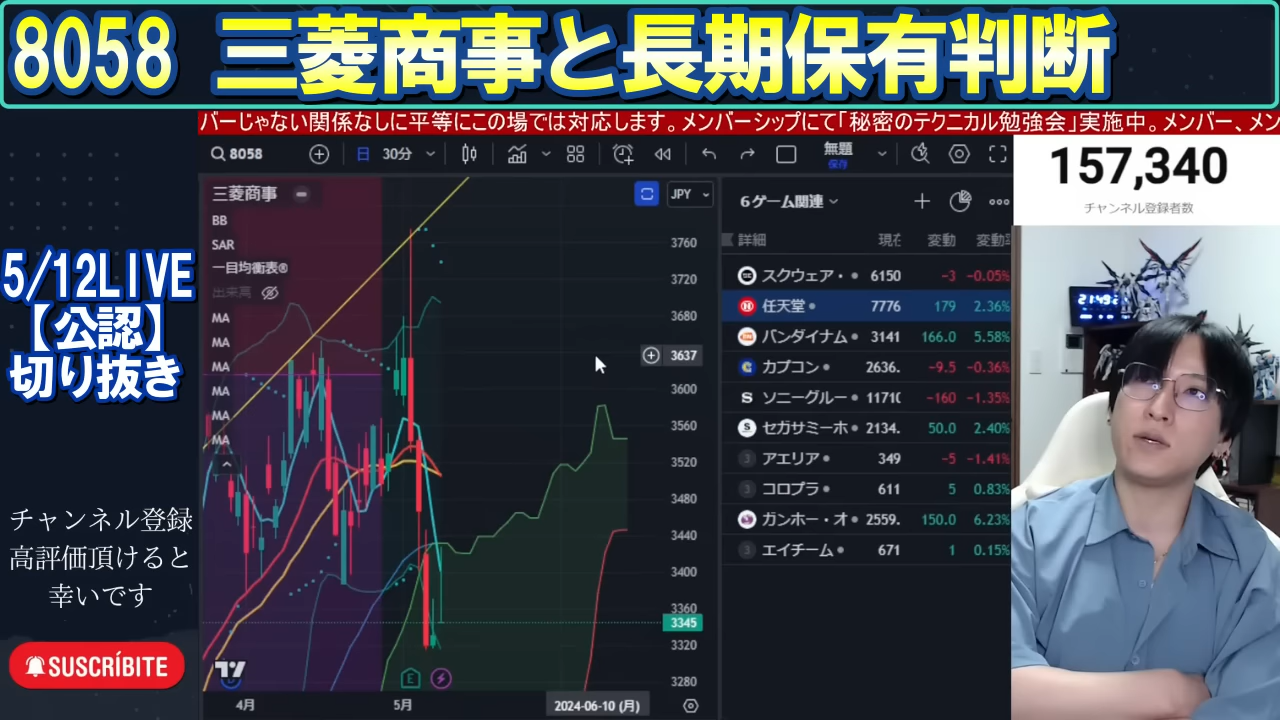 8058 三菱商事と長期保有判断
バーじゃない関係なしに平等にこの場では対応します。メンバーシップにて「秘密のテクニカル勉強会」実施中。メンバー、メン
5/12LIVE
【公認】
切り抜き
チャンネル登録
高評価頂けると
幸いです
SUSCRÍBITE
8058 日 30分 無題
保存
三菱商事
BB
SAR
一目均衡表®
出来高
MA
MA
MA
MA
MA
MA
JPY
3760
3720
3680
3637
3600
3560
3520
3480
3440
3400
3360
3345
3320
3280
E
4月 5月 2024-06-10 (月)
6ゲーム関連
詳細 現在 変動 変動率
スクウェア・ 6150 -3 -0.05%
任天堂 7776 179 2.36%
バンダイナム 3141 166.0 5.58%
カプコン 2636. -9.5 -0.36%
ソニーグルー 11710 -160 -1.35%
セガサミーホ 2134. 50.0 2.40%
アエリア 349 -5 -1.41%
コロプラ 611 5 0.83%
ガンホー・オ 2559. 150.0 6.23%
エイチーム 671 1 0.15%
157,340
チャンネル登録者数